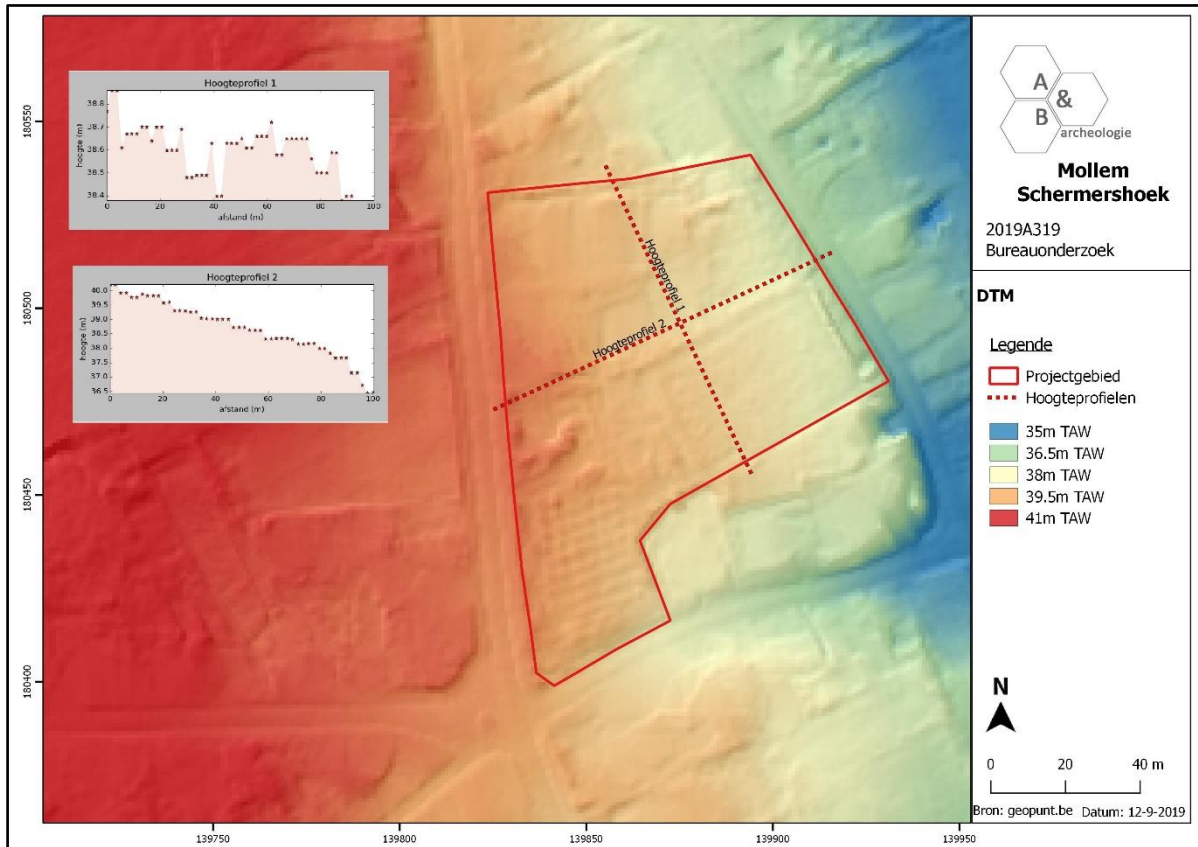 Hoogteprofiel 1
hoogte (m)
38.8
38.7
38.6
38.5
38.4
0
20
40
60
80
100
afstand (m)
Hoogteprofiel 2
hoogte (m)
40.0
39.5
39.0
38.5
38.0
37.5
37.0
36.5
0
20
40
60
80
100
afstand (m)
180550
180500
180450
180400
139750
139800
139850
139900
139950
Hoogteprofiel 1
Hoogteprofiel 2
A
&
B
archeologie
Mollem
Schermershoek
2019A319
Bureauonderzoek
DTM
Legende
Projectgebied
Hoogteprofielen
35m TAW
36.5m TAW
38m TAW
39.5m TAW
41m TAW
N
0 20 40 m
Bron: geopunt.be Datum: 12-9-2019